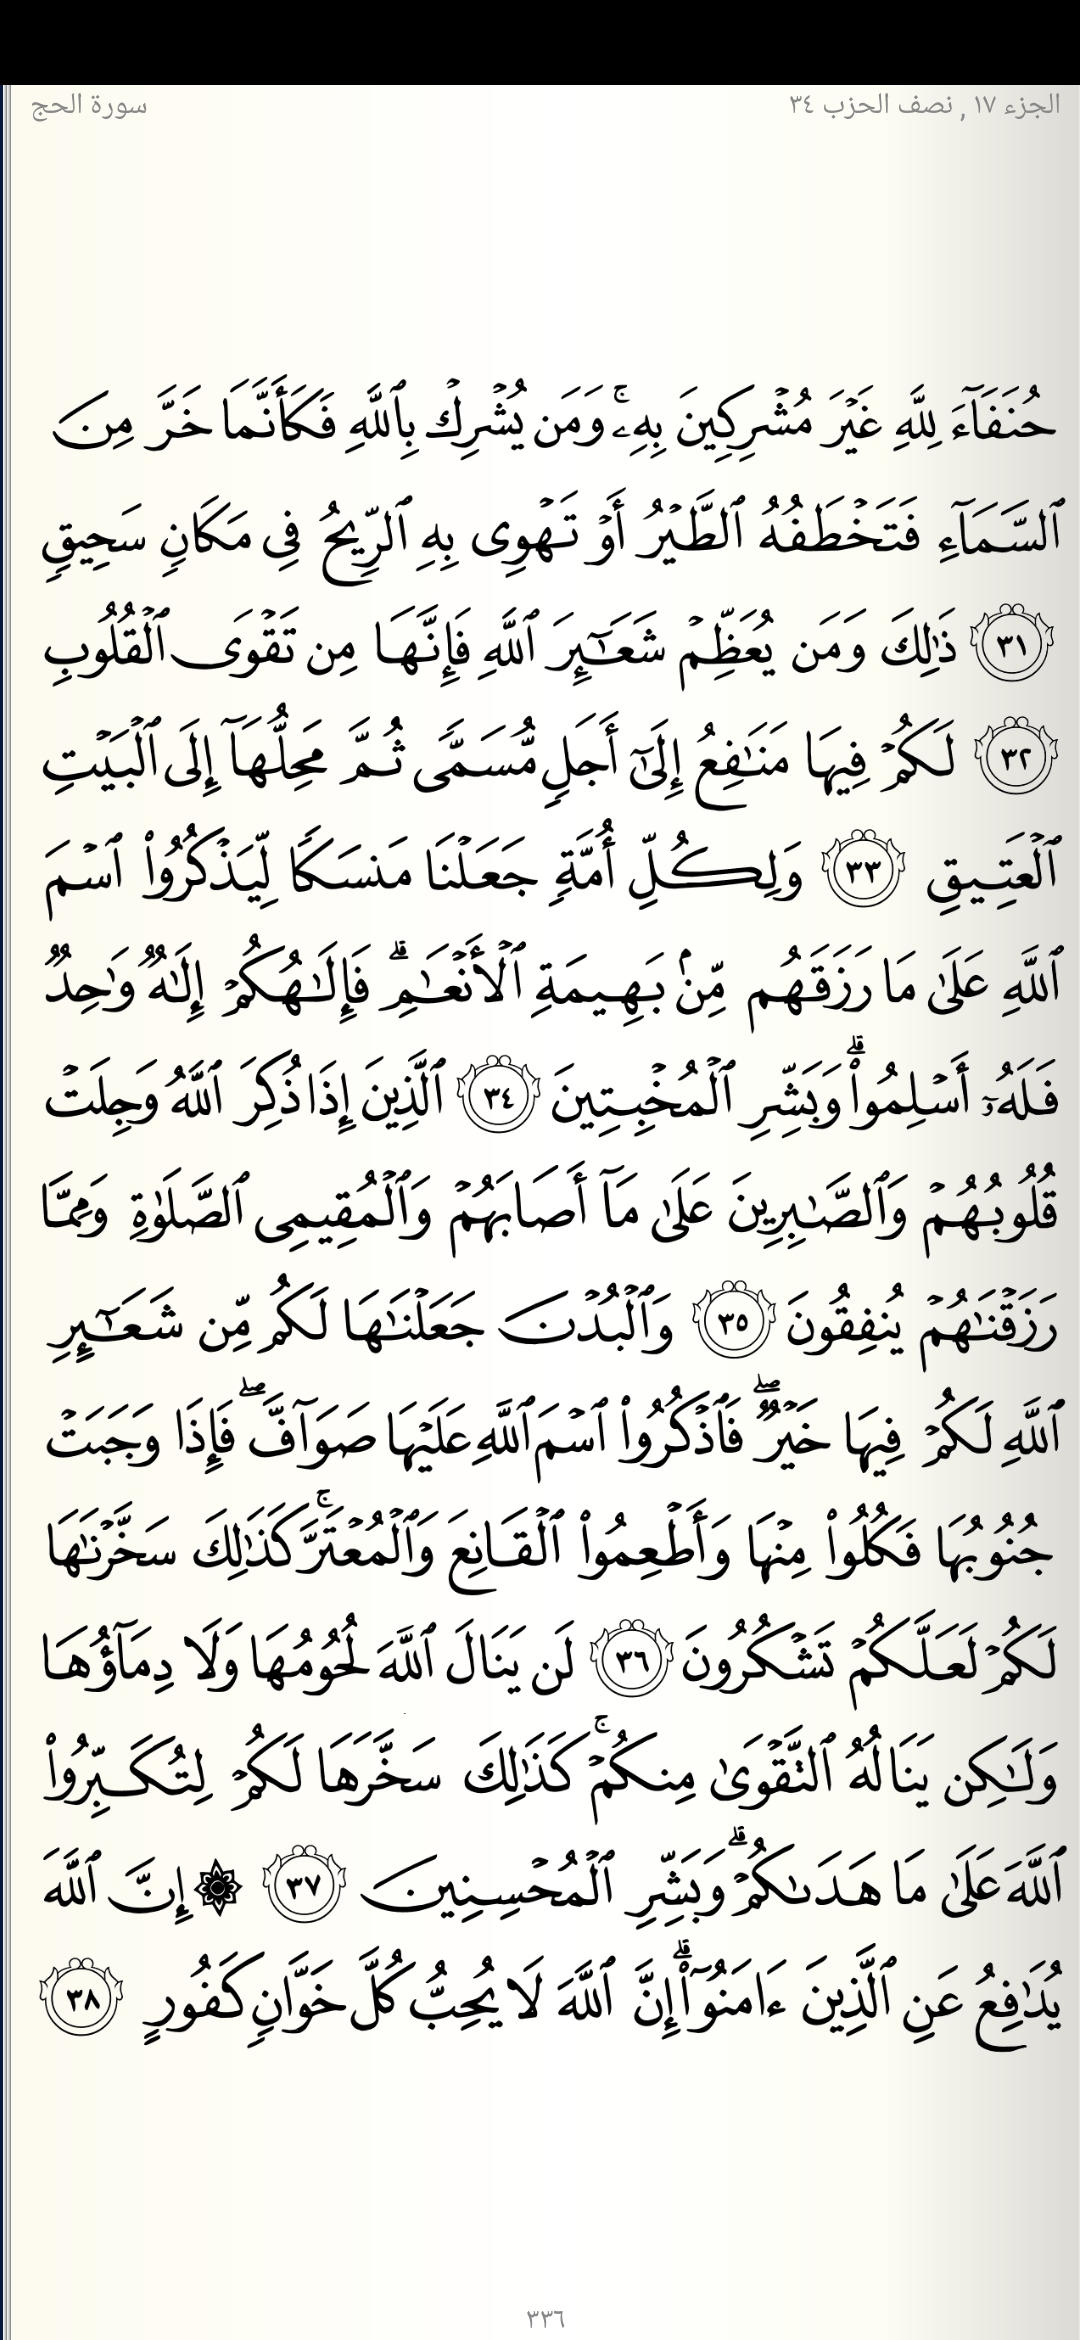 الجزء ١٧ , نصف الحزب ٣٤
سورة الحج
حُنَفَآءَ لِلَّهِ غَيۡرَ مُشۡرِكِينَ بِهِۦۚ وَمَن يُشۡرِكۡ بِٱللَّهِ فَكَأَنَّمَا خَرَّ مِنَ
ٱلسَّمَآءِ فَتَخۡطَفُهُ ٱلطَّيۡرُ أَوۡ تَهۡوِي بِهِ ٱلرِّيحُ فِي مَكَانٖ سَحِيقٖ
٣١ ذَٰلِكَ وَمَن يُعَظِّمۡ شَعَٰٓئِرَ ٱللَّهِ فَإِنَّهَا مِن تَقۡوَى ٱلۡقُلُوبِ
٣٢ لَكُمۡ فِيهَا مَنَٰفِعُ إِلَىٰٓ أَجَلٖ مُّسَمّٗى ثُمَّ مَحِلُّهَآ إِلَى ٱلۡبَيۡتِ
ٱلۡعَتِيقِ ٣٣ وَلِكُلِّ أُمَّةٖ جَعَلۡنَا مَنسَكٗا لِّيَذۡكُرُواْ ٱسۡمَ
ٱللَّهِ عَلَىٰ مَا رَزَقَهُم مِّنۢ بَهِيمَةِ ٱلۡأَنۡعَٰمِۗ فَإِلَٰهُكُمۡ إِلَٰهٞ وَٰحِدٞ
فَلَهُۥٓ أَسۡلِمُواْۗ وَبَشِّرِ ٱلۡمُخۡبِتِينَ ٣٤ ٱلَّذِينَ إِذَا ذُكِرَ ٱللَّهُ وَجِلَتۡ
قُلُوبُهُمۡ وَٱلصَّٰبِرِينَ عَلَىٰ مَآ أَصَابَهُمۡ وَٱلۡمُقِيمِي ٱلصَّلَوٰةِ وَمِمَّا
رَزَقۡنَٰهُمۡ يُنفِقُونَ ٣٥ وَٱلۡبُدۡنَ جَعَلۡنَٰهَا لَكُم مِّن شَعَٰٓئِرِ
ٱللَّهِ لَكُمۡ فِيهَا خَيۡرٞۖ فَٱذۡكُرُواْ ٱسۡمَ ٱللَّهِ عَلَيۡهَا صَوَآفَّۖ فَإِذَا وَجَبَتۡ
جُنُوبُهَا فَكُلُواْ مِنۡهَا وَأَطۡعِمُواْ ٱلۡقَانِعَ وَٱلۡمُعۡتَرَّۚ كَذَٰلِكَ سَخَّرۡنَٰهَا
لَكُمۡ لَعَلَّكُمۡ تَشۡكُرُونَ ٣٦ لَن يَنَالَ ٱللَّهَ لُحُومُهَا وَلَا دِمَآؤُهَا
وَلَٰكِن يَنَالُهُ ٱلتَّقۡوَىٰ مِنكُمۡۚ كَذَٰلِكَ سَخَّرَهَا لَكُمۡ لِتُكَبِّرُواْ
ٱللَّهَ عَلَىٰ مَا هَدَىٰكُمۡۗ وَبَشِّرِ ٱلۡمُحۡسِنِينَ ٣٧ ۞ إِنَّ ٱللَّهَ
يُدَٰفِعُ عَنِ ٱلَّذِينَ ءَامَنُوٓاْۗ إِنَّ ٱللَّهَ لَا يُحِبُّ كُلَّ خَوَّانٖ كَفُورٍ ٣٨
٣٣٦